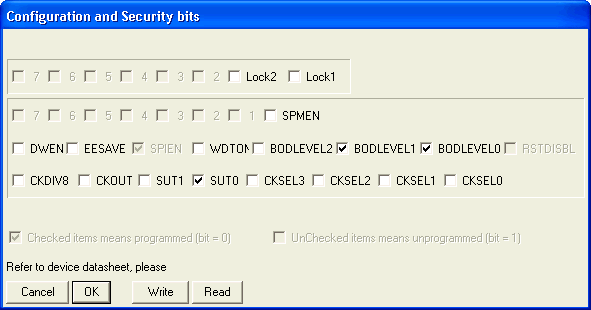 Configuration and Security bits
7 6 5 4 3 2 Lock2 Lock1
7 6 5 4 3 2 1 SPMEN
DWEN EESAVE SPIEN WDTON BODLEVEL2 BODLEVEL1 BODLEVEL0 RSTDISBL
CKDIV8 CKOUT SUT1 SUT0 CKSEL3 CKSEL2 CKSEL1 CKSEL0
Checked items means programmed (bit = 0) UnChecked items means unprogrammed (bit = 1)
Refer to device datasheet, please
Cancel OK Write Read